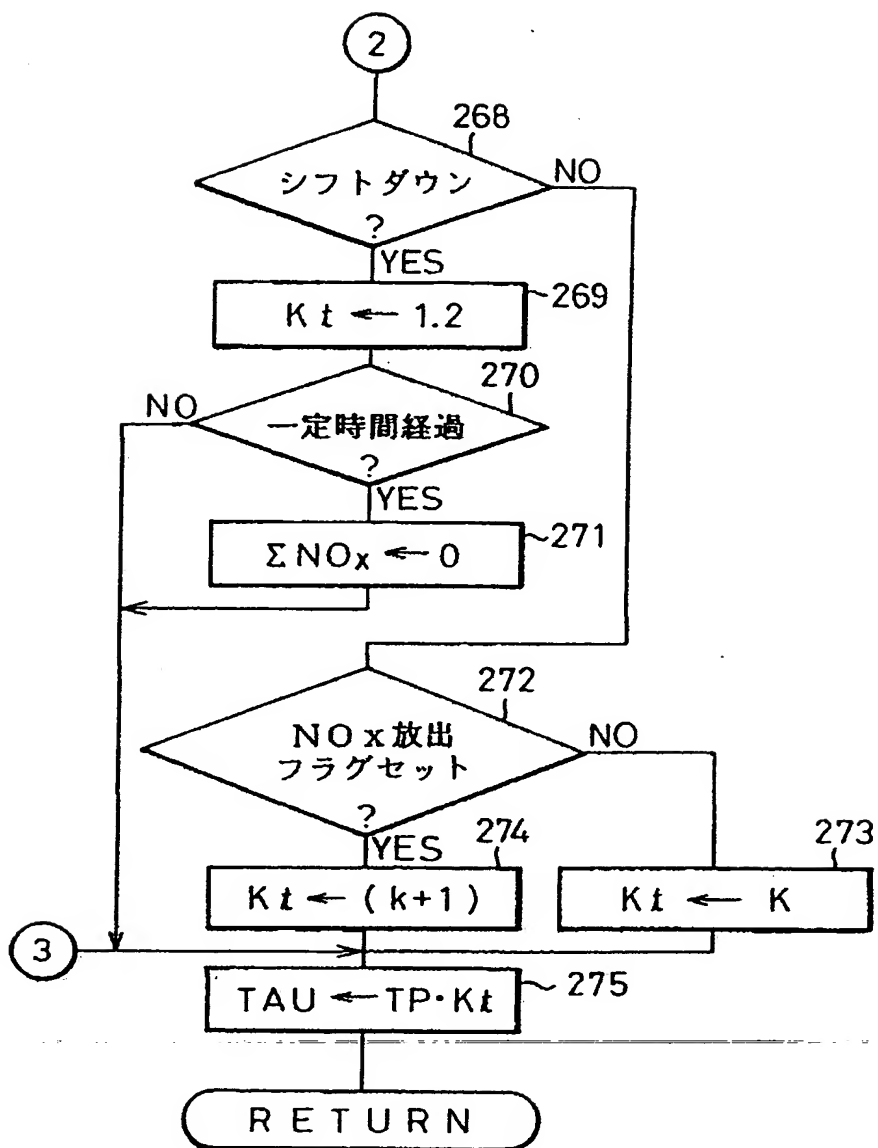 2
268
シフトダウン
?
NO
YES
Kt ← 1.2
269
270
NO
一定時間経過
?
YES
ΣNOx ← 0
271
272
NOx放出
フラグセット
?
NO
YES
274
273
Kt ← (k+1)
Kt ← K
3
TAU ← TP・Kt
275
RETURN